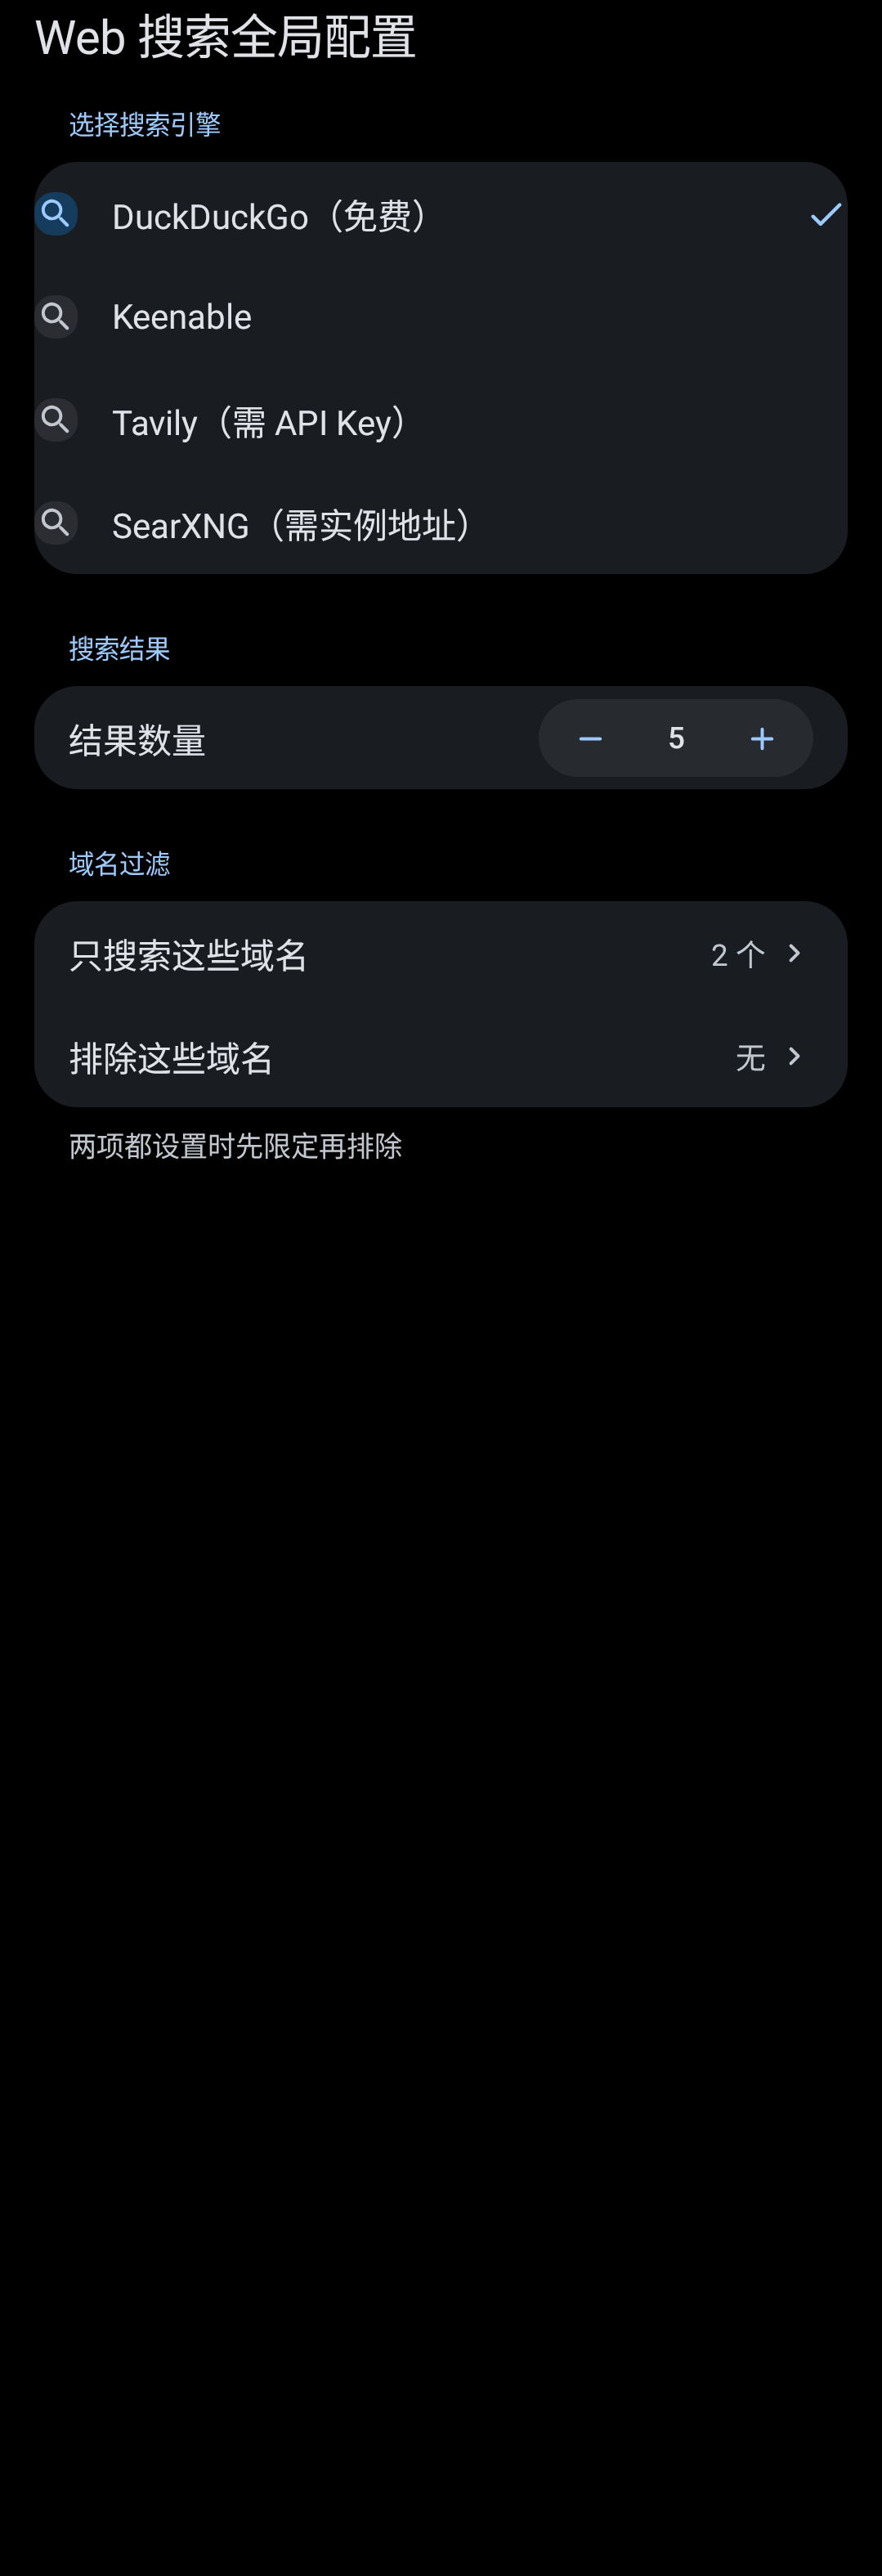 Web 搜索全局配置
选择搜索引擎
DuckDuckGo（免费）
Keenable
Tavily（需 API Key）
SearXNG（需实例地址）
搜索结果
结果数量 5
域名过滤
只搜索这些域名 2 个
排除这些域名 无
两项都设置时先限定再排除